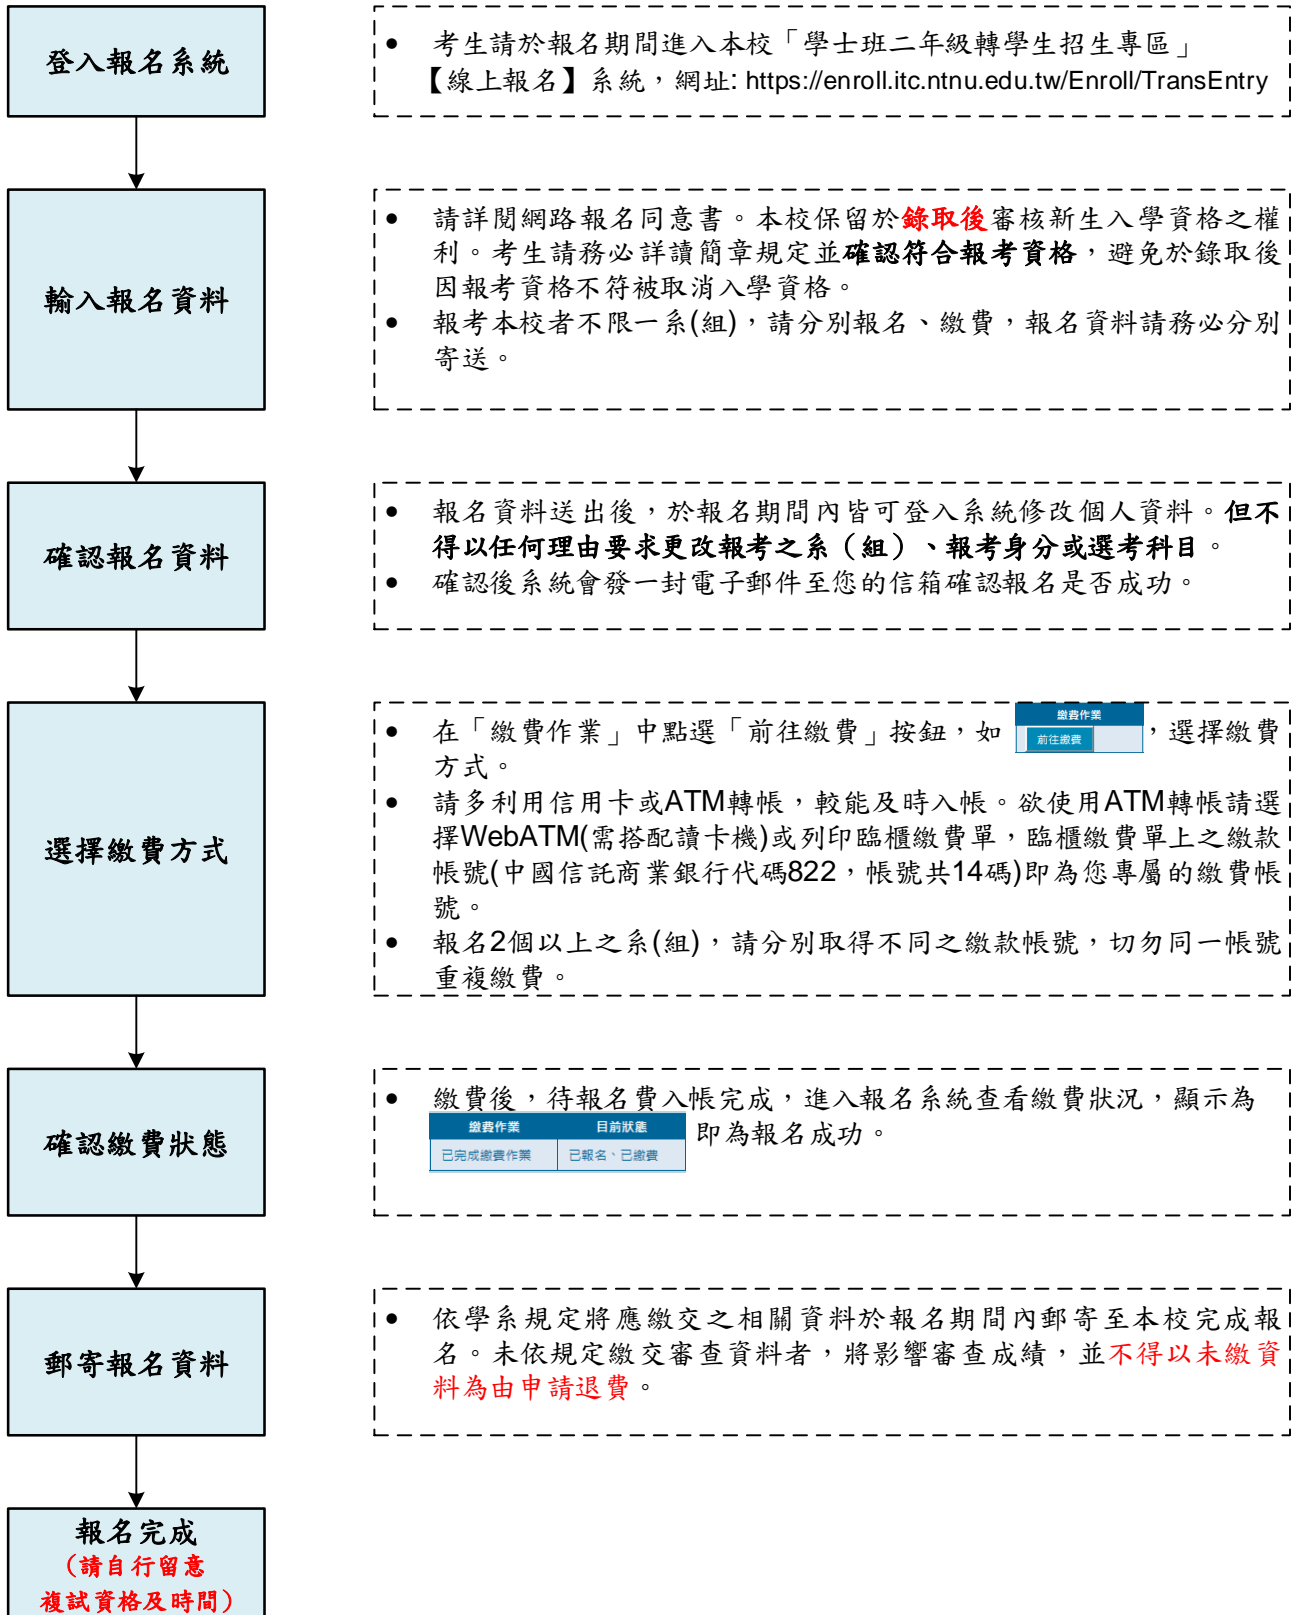 登入報名系統
• 考生請於報名期間進入本校「學士班二年級轉學生招生專區」
【線上報名】系統，網址: https://enroll.itc.ntnu.edu.tw/Enroll/TransEntry
輸入報名資料
• 請詳閱網路報名同意書。本校保留於錄取後審核新生入學資格之權
利。考生請務必詳讀簡章規定並確認符合報考資格，避免於錄取後
因報考資格不符被取消入學資格。
• 報考本校者不限一系(組)，請分別報名、繳費，報名資料請務必分別
寄送。
確認報名資料
• 報名資料送出後，於報名期間內皆可登入系統修改個人資料。但不
得以任何理由要求更改報考之系（組）、報考身分或選考科目。
• 確認後系統會發一封電子郵件至您的信箱確認報名是否成功。
選擇繳費方式
• 在「繳費作業」中點選「前往繳費」按鈕，如 繳費作業 前往繳費 ，選擇繳費
方式。
• 請多利用信用卡或ATM轉帳，較能及時入帳。欲使用ATM轉帳請選
擇WebATM(需搭配讀卡機)或列印臨櫃繳費單，臨櫃繳費單上之繳款
帳號(中國信託商業銀行代碼822，帳號共14碼)即為您專屬的繳費帳
號。
• 報名2個以上之系(組)，請分別取得不同之繳款帳號，切勿同一帳號
重複繳費。
確認繳費狀態
• 繳費後，待報名費入帳完成，進入報名系統查看繳費狀況，顯示為
繳費作業 目前狀態
已完成繳費作業 已報名、已繳費
即為報名成功。
郵寄報名資料
• 依學系規定將應繳交之相關資料於報名期間內郵寄至本校完成報
名。未依規定繳交審查資料者，將影響審查成績，並不得以未繳資
料為由申請退費。
報名完成
（請自行留意
複試資格及時間）